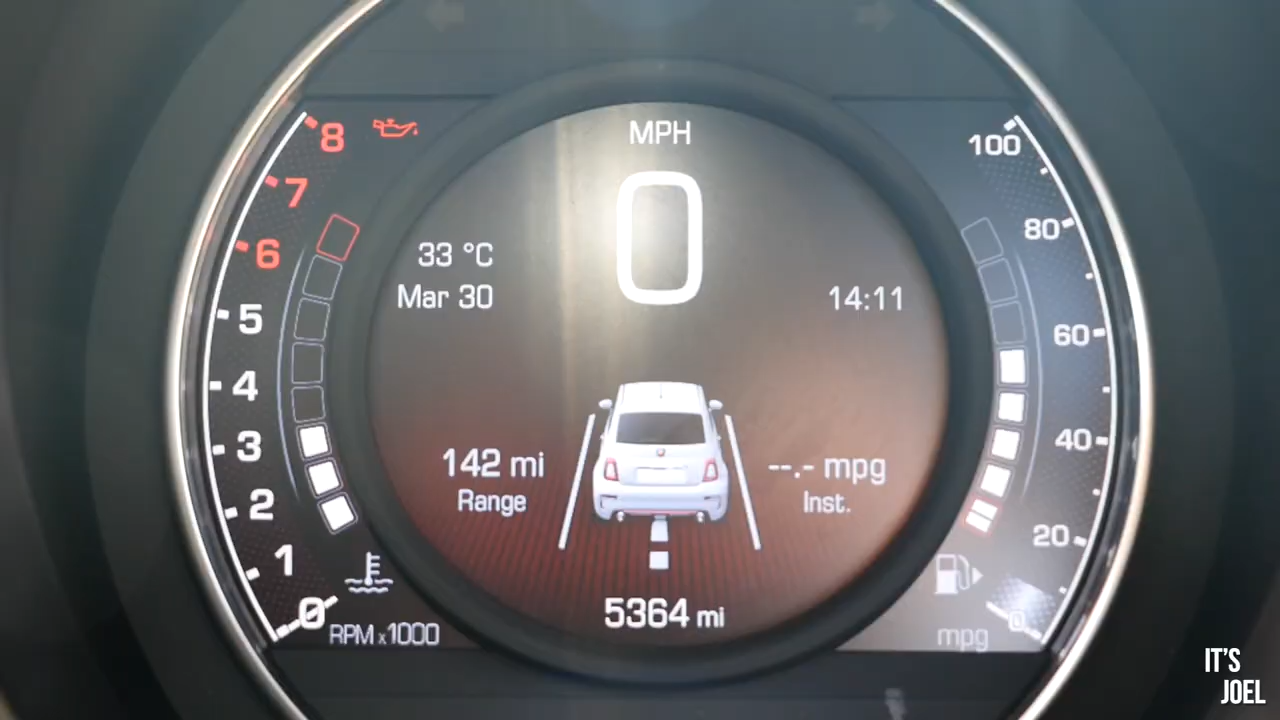 MPH
0
33 °C
Mar 30
14:11
142 mi
Range
--.- mpg
Inst.
5364 mi
8
7
6
5
4
3
2
1
0
RPM x1000
100
80
60
40
20
0
mpg
IT'S
JOEL